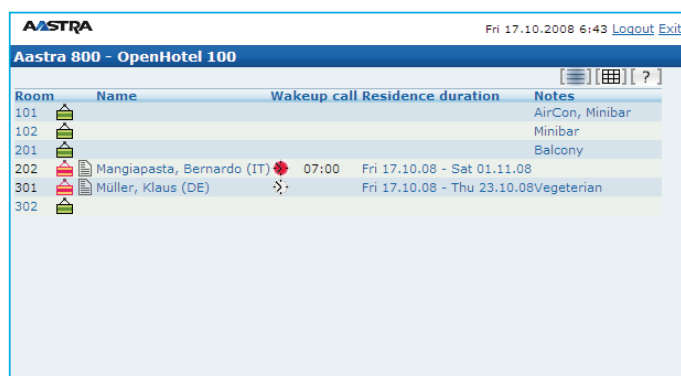 AASTRA Fri 17.10.2008 6:43 Logout Exit
Aastra 800 - OpenHotel 100
[ ] [ ] [ ? ]
Room Name Wakeup call Residence duration Notes
101 AirCon, Minibar
102 Minibar
201 Balcony
202 Mangiapasta, Bernardo (IT) 07:00 Fri 17.10.08 - Sat 01.11.08
301 Müller, Klaus (DE) Fri 17.10.08 - Thu 23.10.08 Vegeterian
302